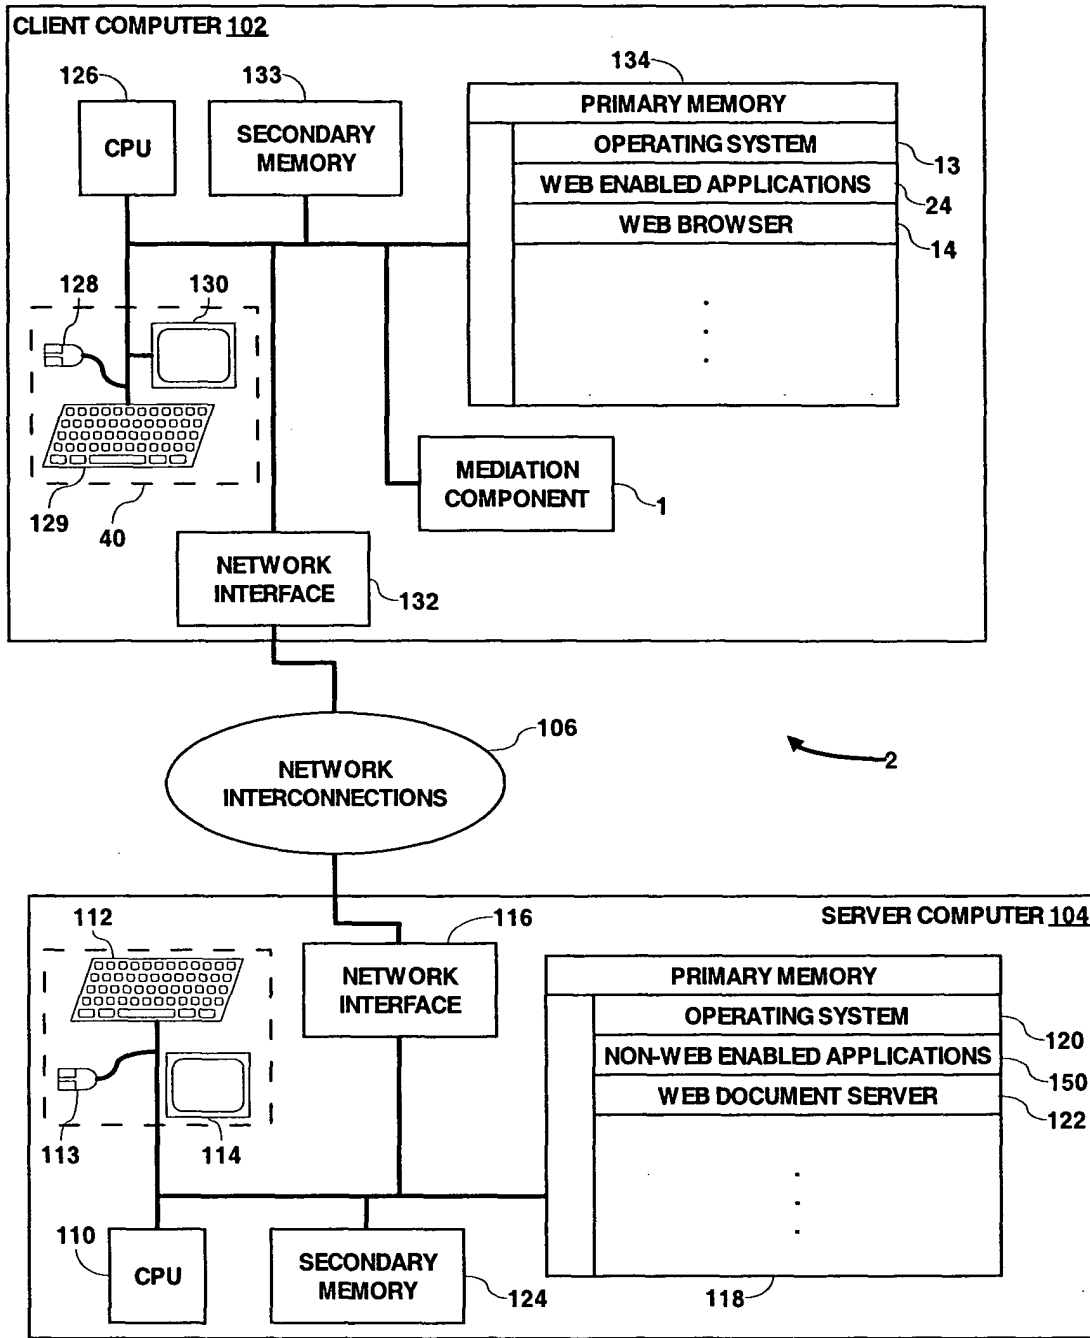 CLIENT COMPUTER 102
126
133
134
CPU
SECONDARY
MEMORY
PRIMARY MEMORY
OPERATING SYSTEM
13
WEB ENABLED APPLICATIONS
24
WEB BROWSER
14
128
130
129
40
MEDIATION
COMPONENT
1
NETWORK
INTERFACE
132
106
NETWORK
INTERCONNECTIONS
2
SERVER COMPUTER 104
112
116
NETWORK
INTERFACE
PRIMARY MEMORY
OPERATING SYSTEM
120
NON-WEB ENABLED APPLICATIONS
150
WEB DOCUMENT SERVER
122
113
114
110
CPU
SECONDARY
MEMORY
124
118